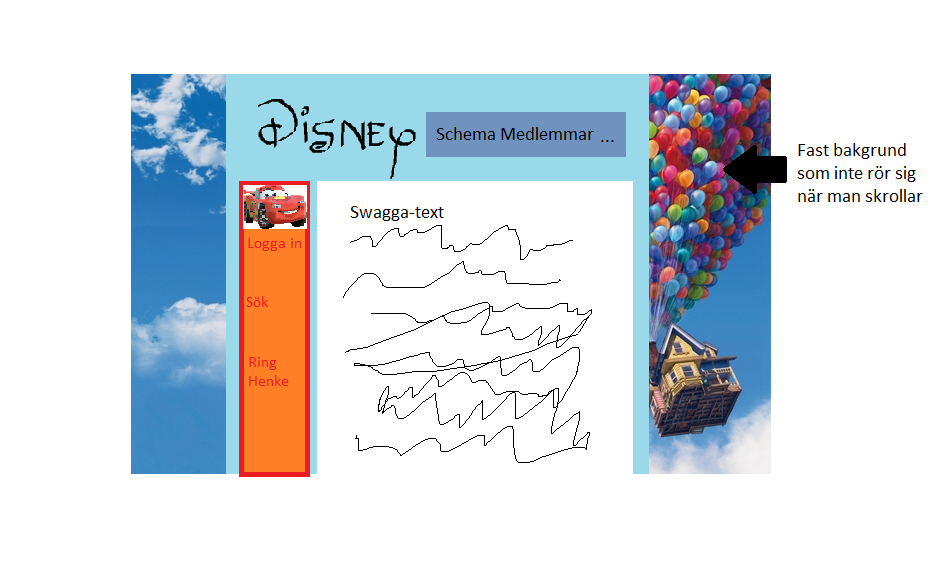 Disney
Schema Medlemmar ...
Fast bakgrund
som inte rör sig
när man skrollar
Swagga-text
Logga in
Sök
Ring
Henke